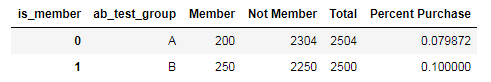 is_member ab_test_group Member Not Member Total Percent Purchase
0 A 200 2304 2504 0.079872
1 B 250 2250 2500 0.100000